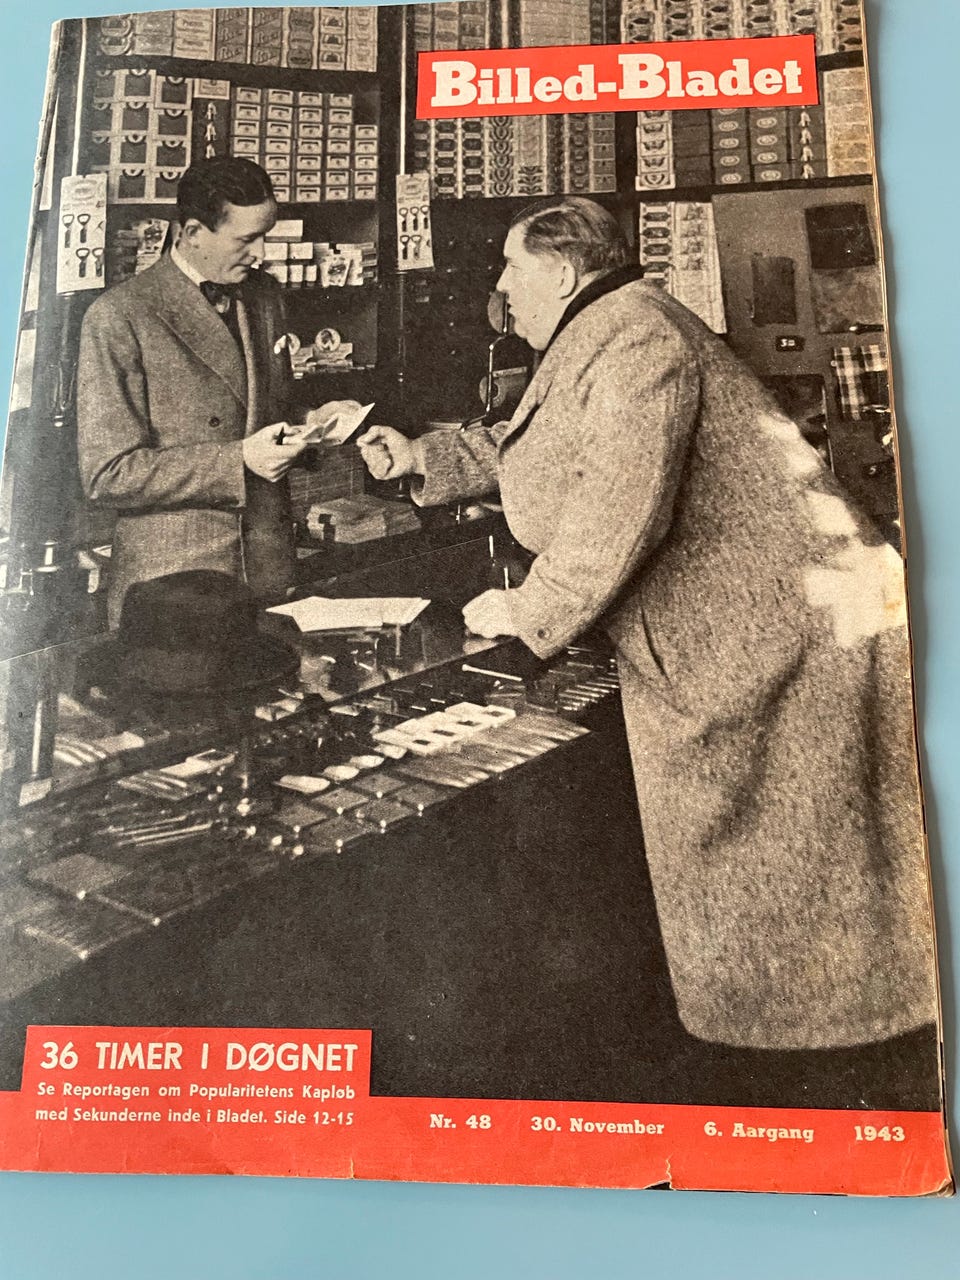 Billed-Bladet
36 TIMER I DØGNET
Se Reportagen om Popularitetens Kapløb
med Sekunderne inde i Bladet. Side 12-15
Nr. 48 30. November 6. Aargang 1943